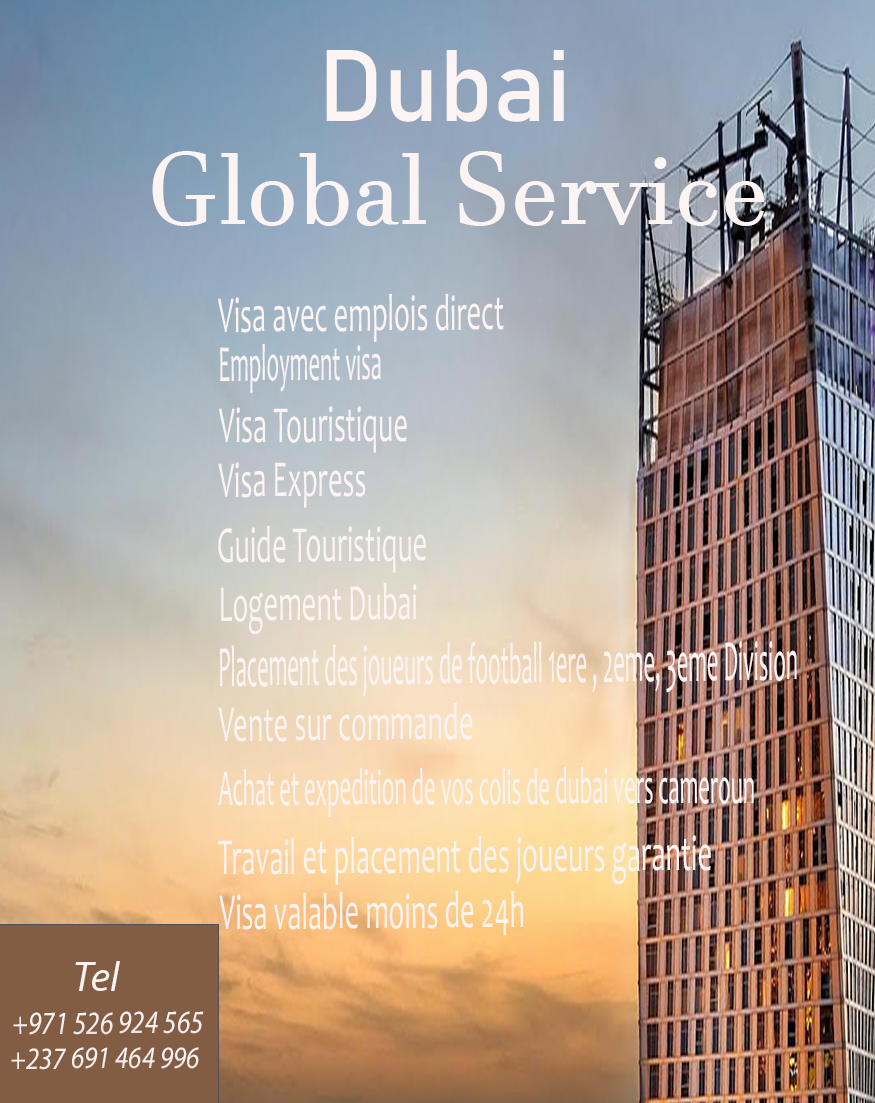 Dubai
Global Service
Visa avec emplois direct
Employment visa
Visa Touristique
Visa Express
Guide Touristique
Logement Dubai
Placement des joueurs de football 1ere , 2eme, 3eme Division
Vente sur commande
Achat et expedition de vos colis de dubai vers cameroun
Travail et placement des joueurs garantie
Visa valable moins de 24h
Tel
+971 526 924 565
+237 691 464 996